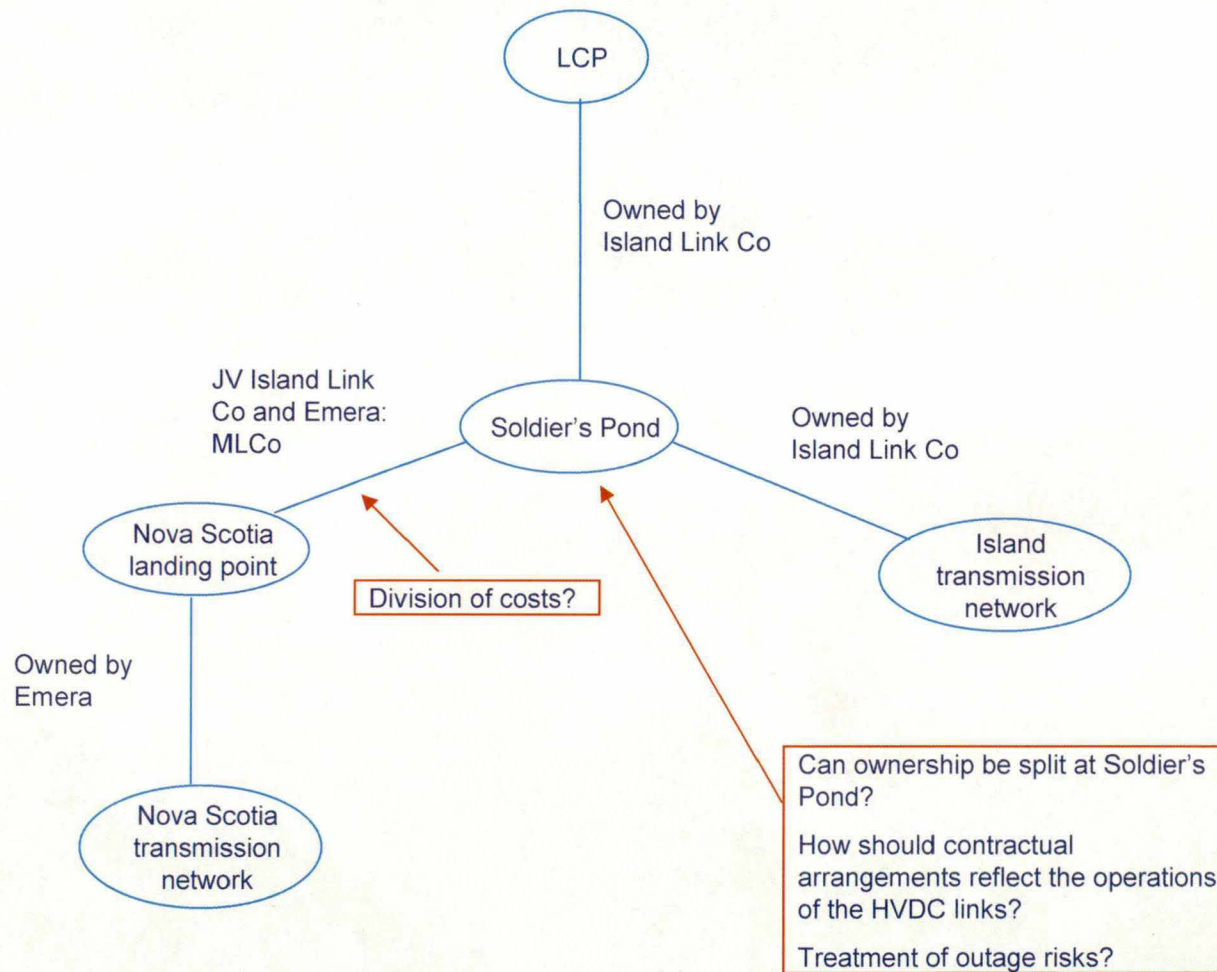 LCP
Owned by
Island Link Co
JV Island Link
Co and Emera:
MLCo
Soldier's Pond
Owned by
Island Link Co
Nova Scotia
landing point
Island
transmission
network
Division of costs?
Owned by
Emera
Nova Scotia
transmission
network
Can ownership be split at Soldier's
Pond?
How should contractual
arrangements reflect the operations
of the HVDC links?
Treatment of outage risks?